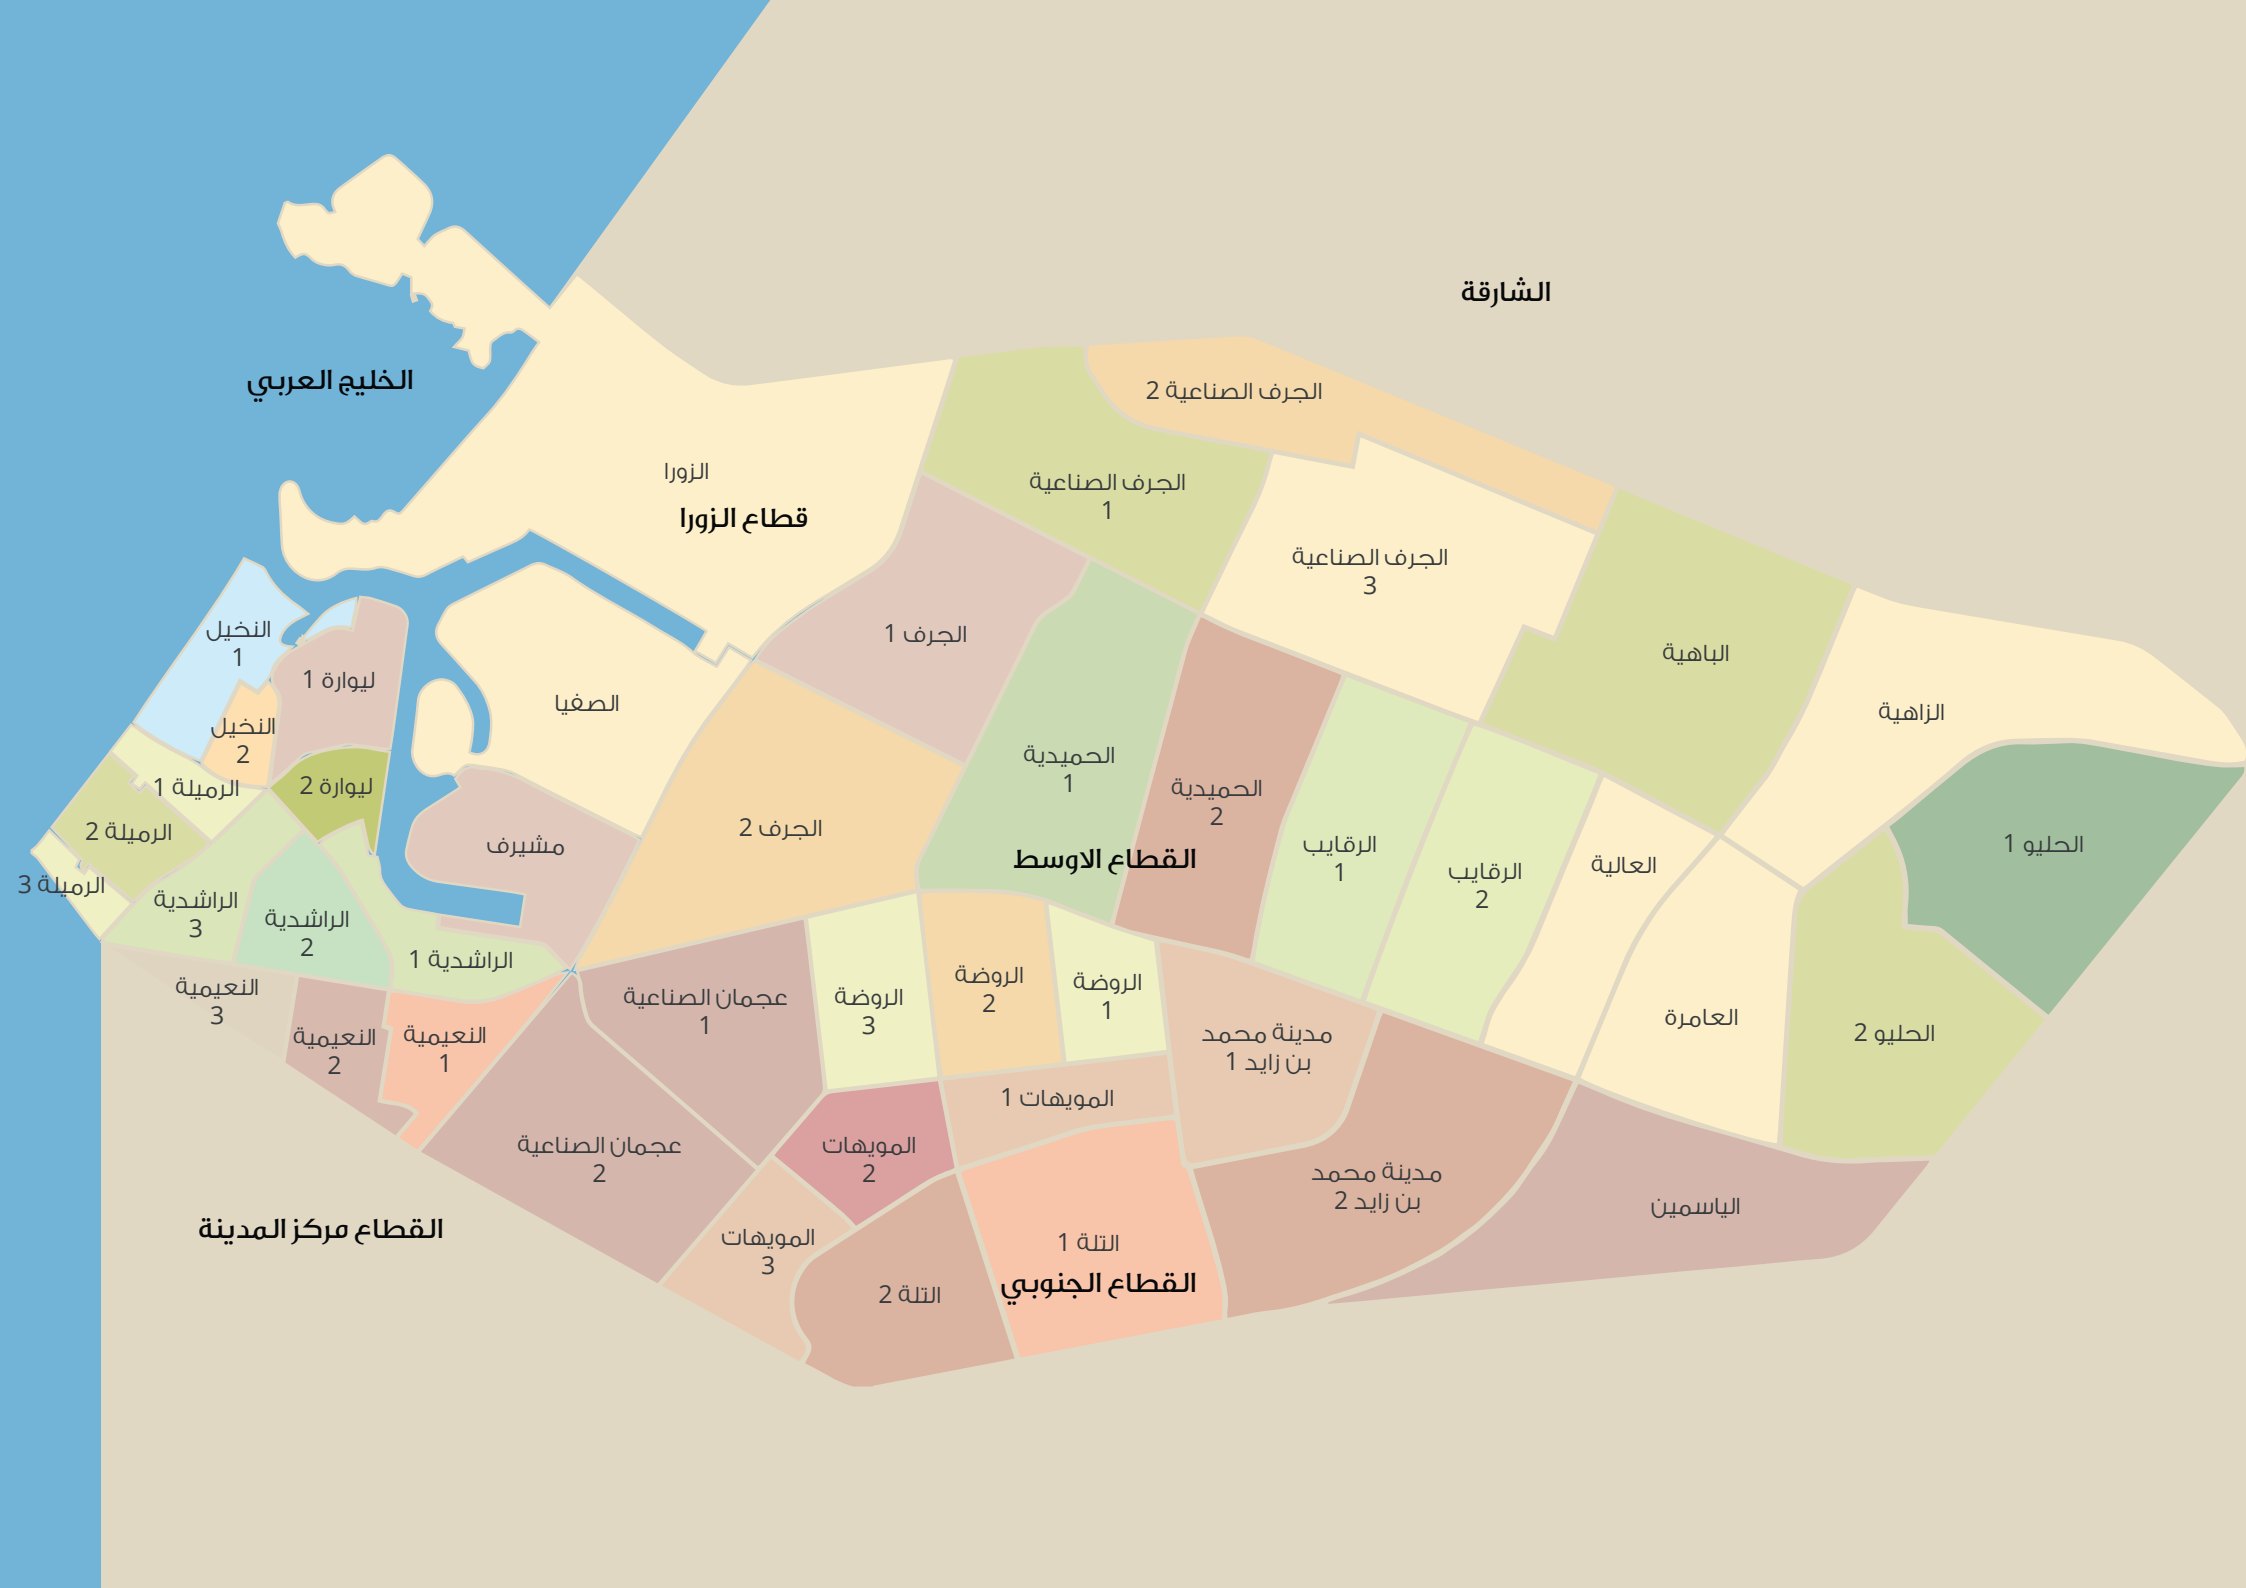 الشارقة
الخليج العربي
الجرف الصناعية 2
الزورا
قطاع الزورا
الجرف الصناعية
1
الجرف الصناعية
3
النخيل
1
الجرف 1
الباهية
ليوارة 1
الصفيا
الزاهية
النخيل
2
الحميدية
1
الرميلة 1
ليوارة 2
الحميدية
2
الرميلة 2
الجرف 2
مشيرف
الرقايب
1
الحليو 1
القطاع الاوسط
العالية
الرقايب
2
الرميلة 3
الراشدية
3
الراشدية
2
الراشدية 1
النعيمية
3
عجمان الصناعية
1
الروضة
3
الروضة
2
الروضة
1
العامرة
الحليو 2
النعيمية
2
النعيمية
1
مدينة محمد
بن زايد 1
المويهات 1
عجمان الصناعية
2
المويهات
2
مدينة محمد
بن زايد 2
الياسمين
القطاع مركز المدينة
المويهات
3
التلة 1
القطاع الجنوبي
التلة 2